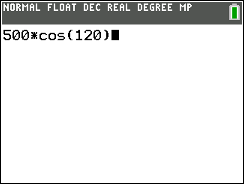 NORMAL FLOAT DEC REAL DEGREE MP
500*cos(120)